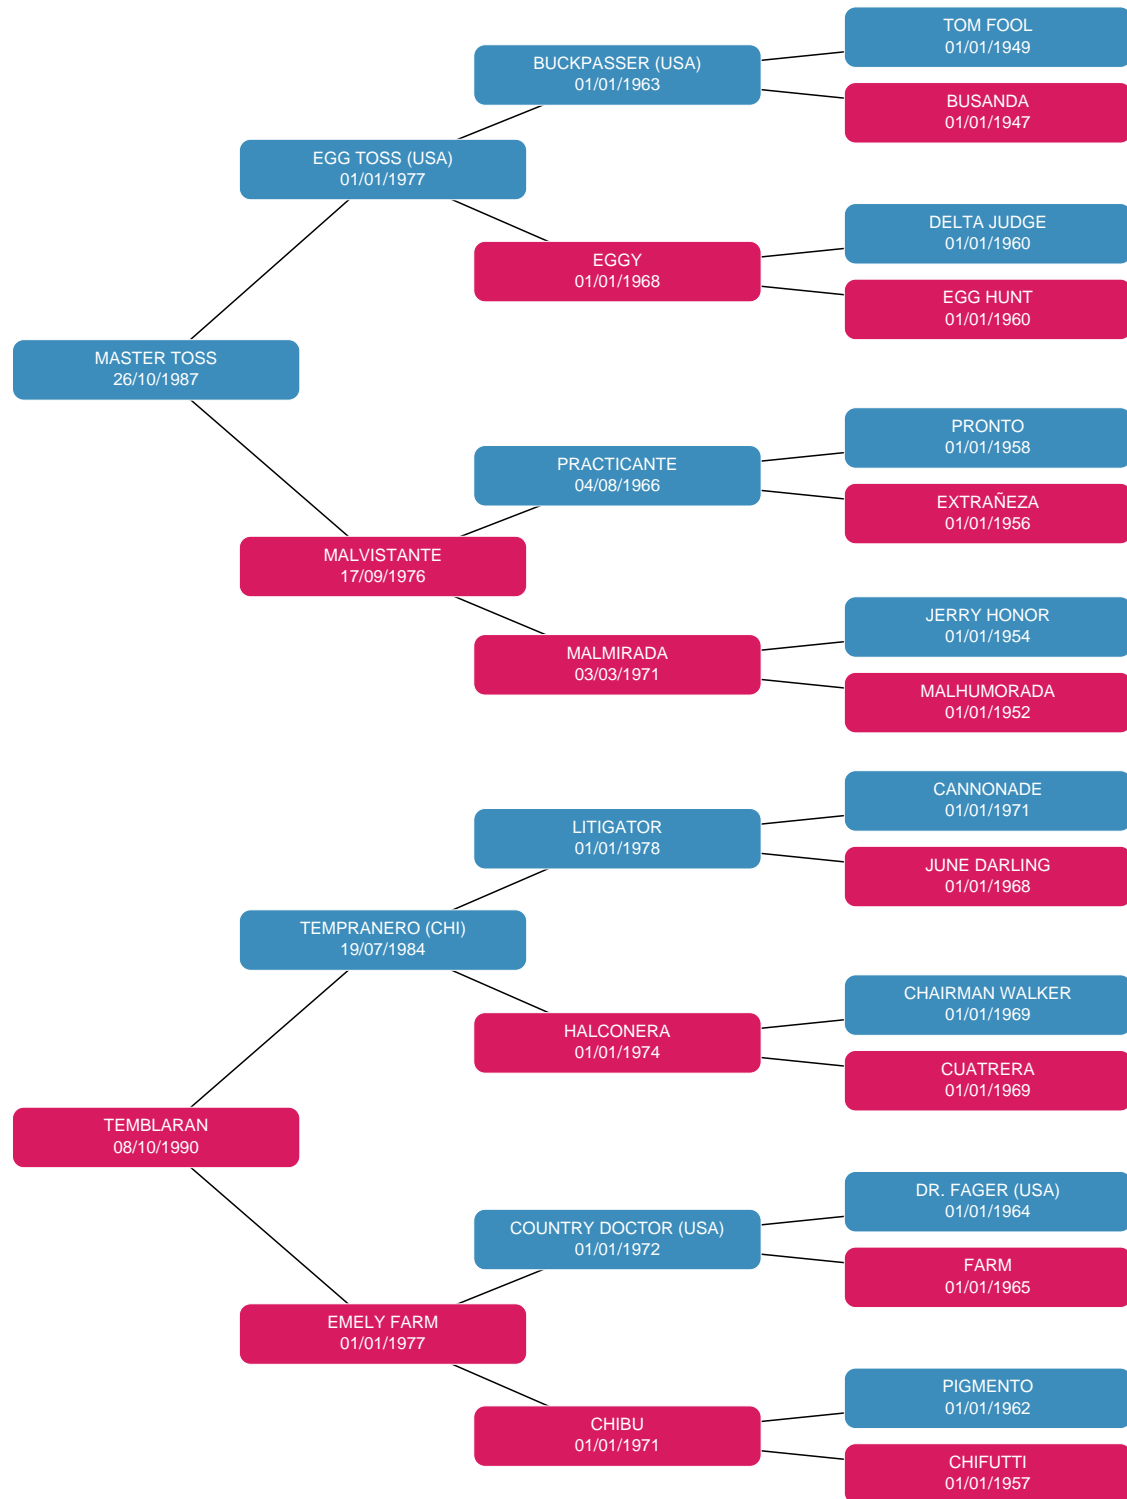 TOM FOOL
01/01/1949
BUCKPASSER (USA)
01/01/1963
BUSANDA
01/01/1947
EGG TOSS (USA)
01/01/1977
DELTA JUDGE
01/01/1960
EGGY
01/01/1968
EGG HUNT
01/01/1960
MASTER TOSS
26/10/1987
PRONTO
01/01/1958
PRACTICANTE
04/08/1966
EXTRAÑEZA
01/01/1956
MALVISTANTE
17/09/1976
JERRY HONOR
01/01/1954
MALMIRADA
03/03/1971
MALHUMORADA
01/01/1952
CANNONADE
01/01/1971
LITIGATOR
01/01/1978
JUNE DARLING
01/01/1968
TEMPRANERO (CHI)
19/07/1984
CHAIRMAN WALKER
01/01/1969
HALCONERA
01/01/1974
CUATRERA
01/01/1969
TEMBLARAN
08/10/1990
DR. FAGER (USA)
01/01/1964
COUNTRY DOCTOR (USA)
01/01/1972
FARM
01/01/1965
EMELY FARM
01/01/1977
PIGMENTO
01/01/1962
CHIBU
01/01/1971
CHIFUTTI
01/01/1957